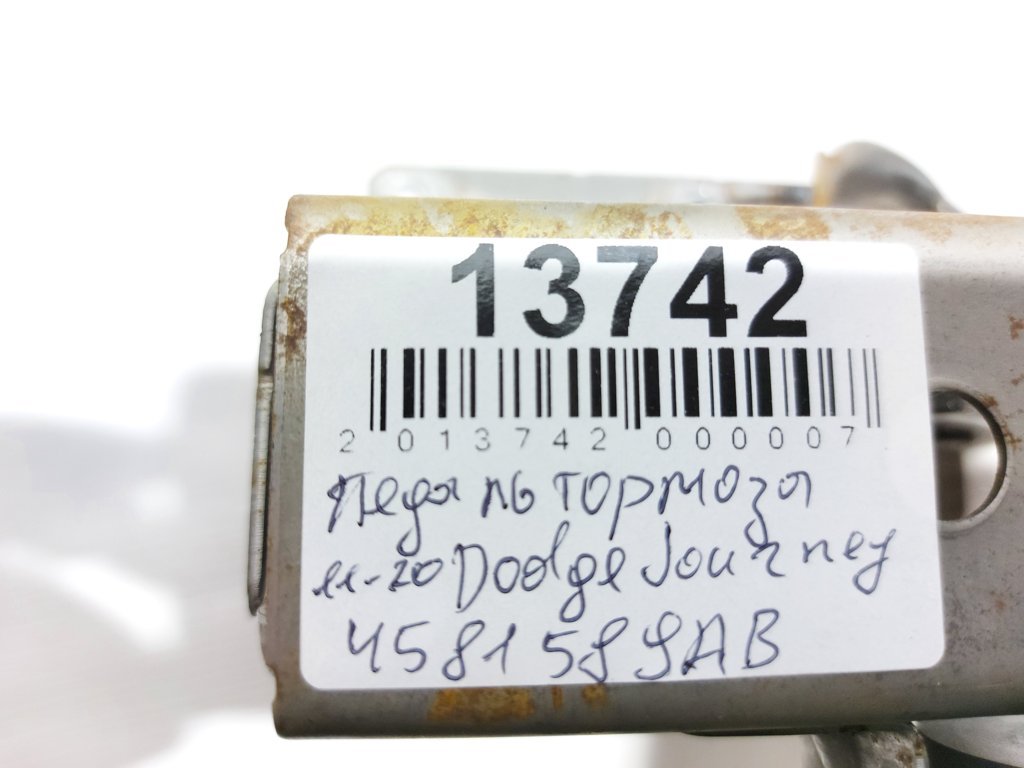 13742
2 013742 000007
Педаль тормоза
11-20 Dodge Journey
4581589AB